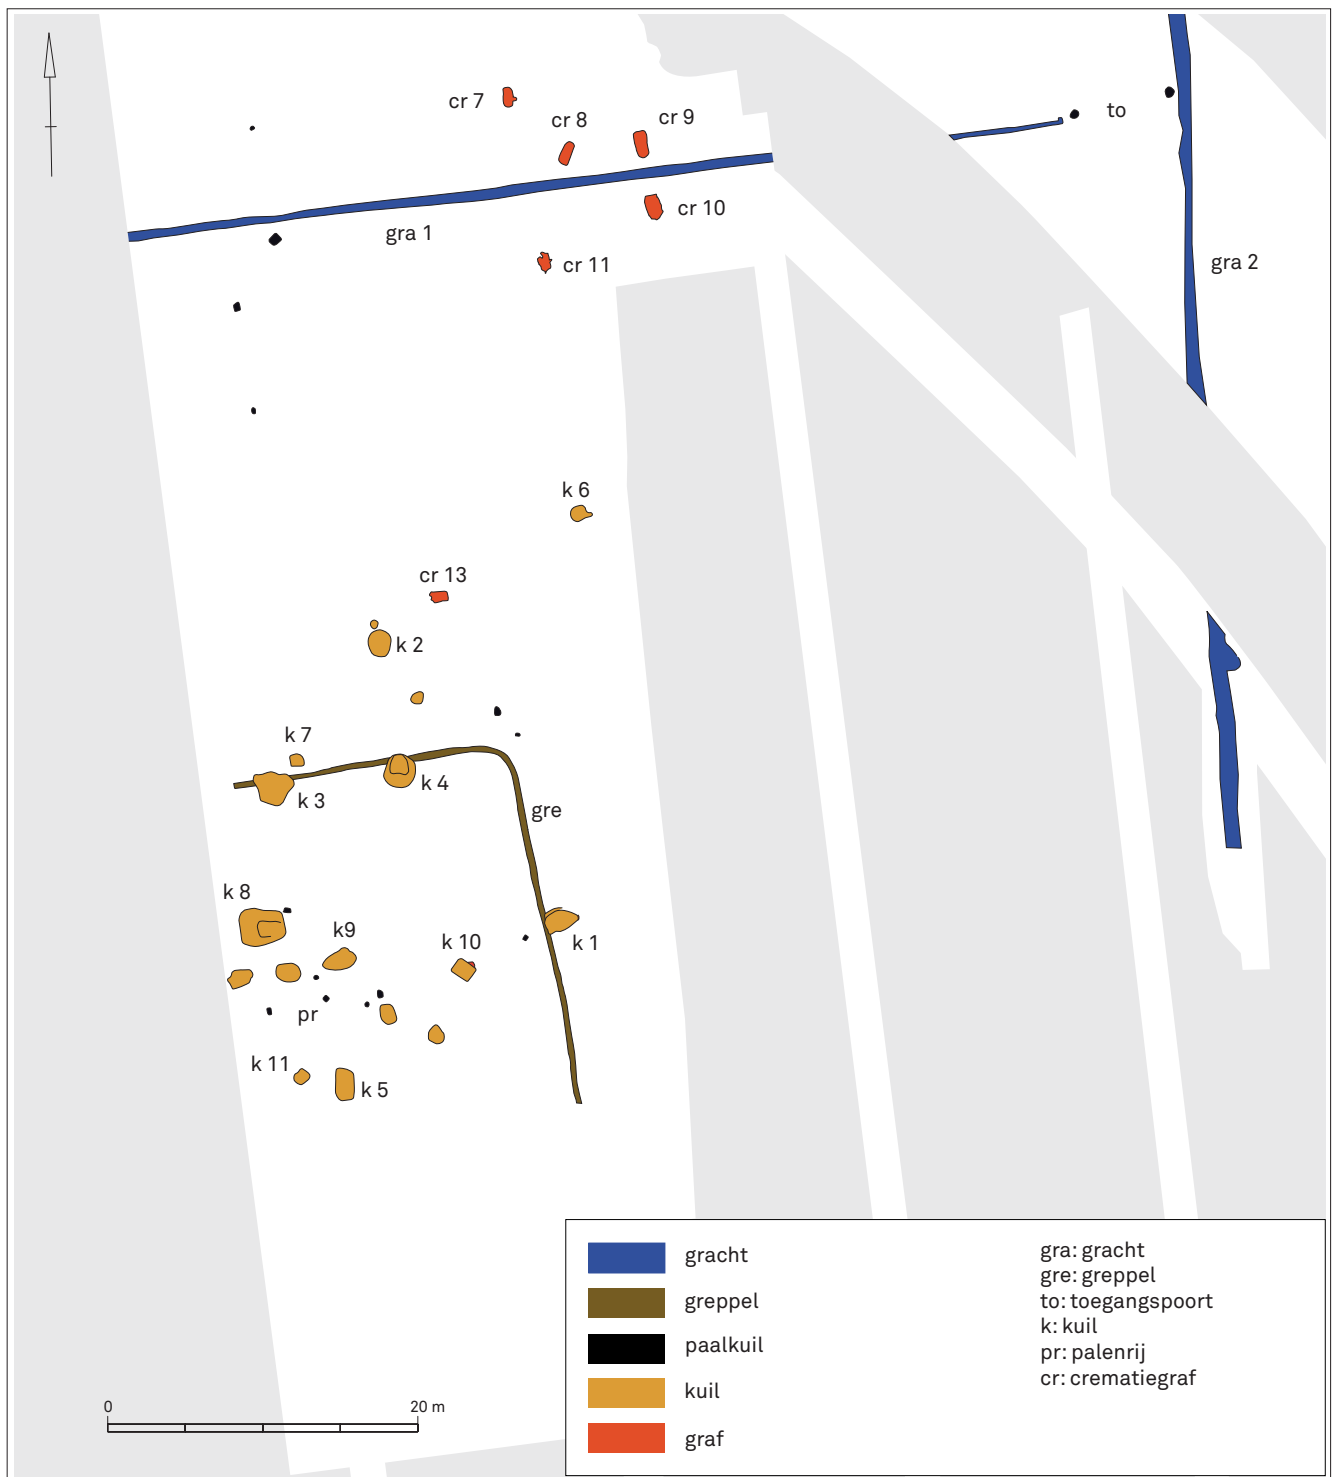 cr 7
cr 8
cr 9
to
cr 10
gra 1
cr 11
gra 2
k 6
cr 13
k 2
k 7
k 4
k 3
gre
k 8
k9
k 10
k 1
pr
k 11
k 5
gracht
greppel
paalkuil
kuil
graf
gra: gracht
gre: greppel
to: toegangspoort
k: kuil
pr: palenrij
cr: crematiegraf
0
20 m